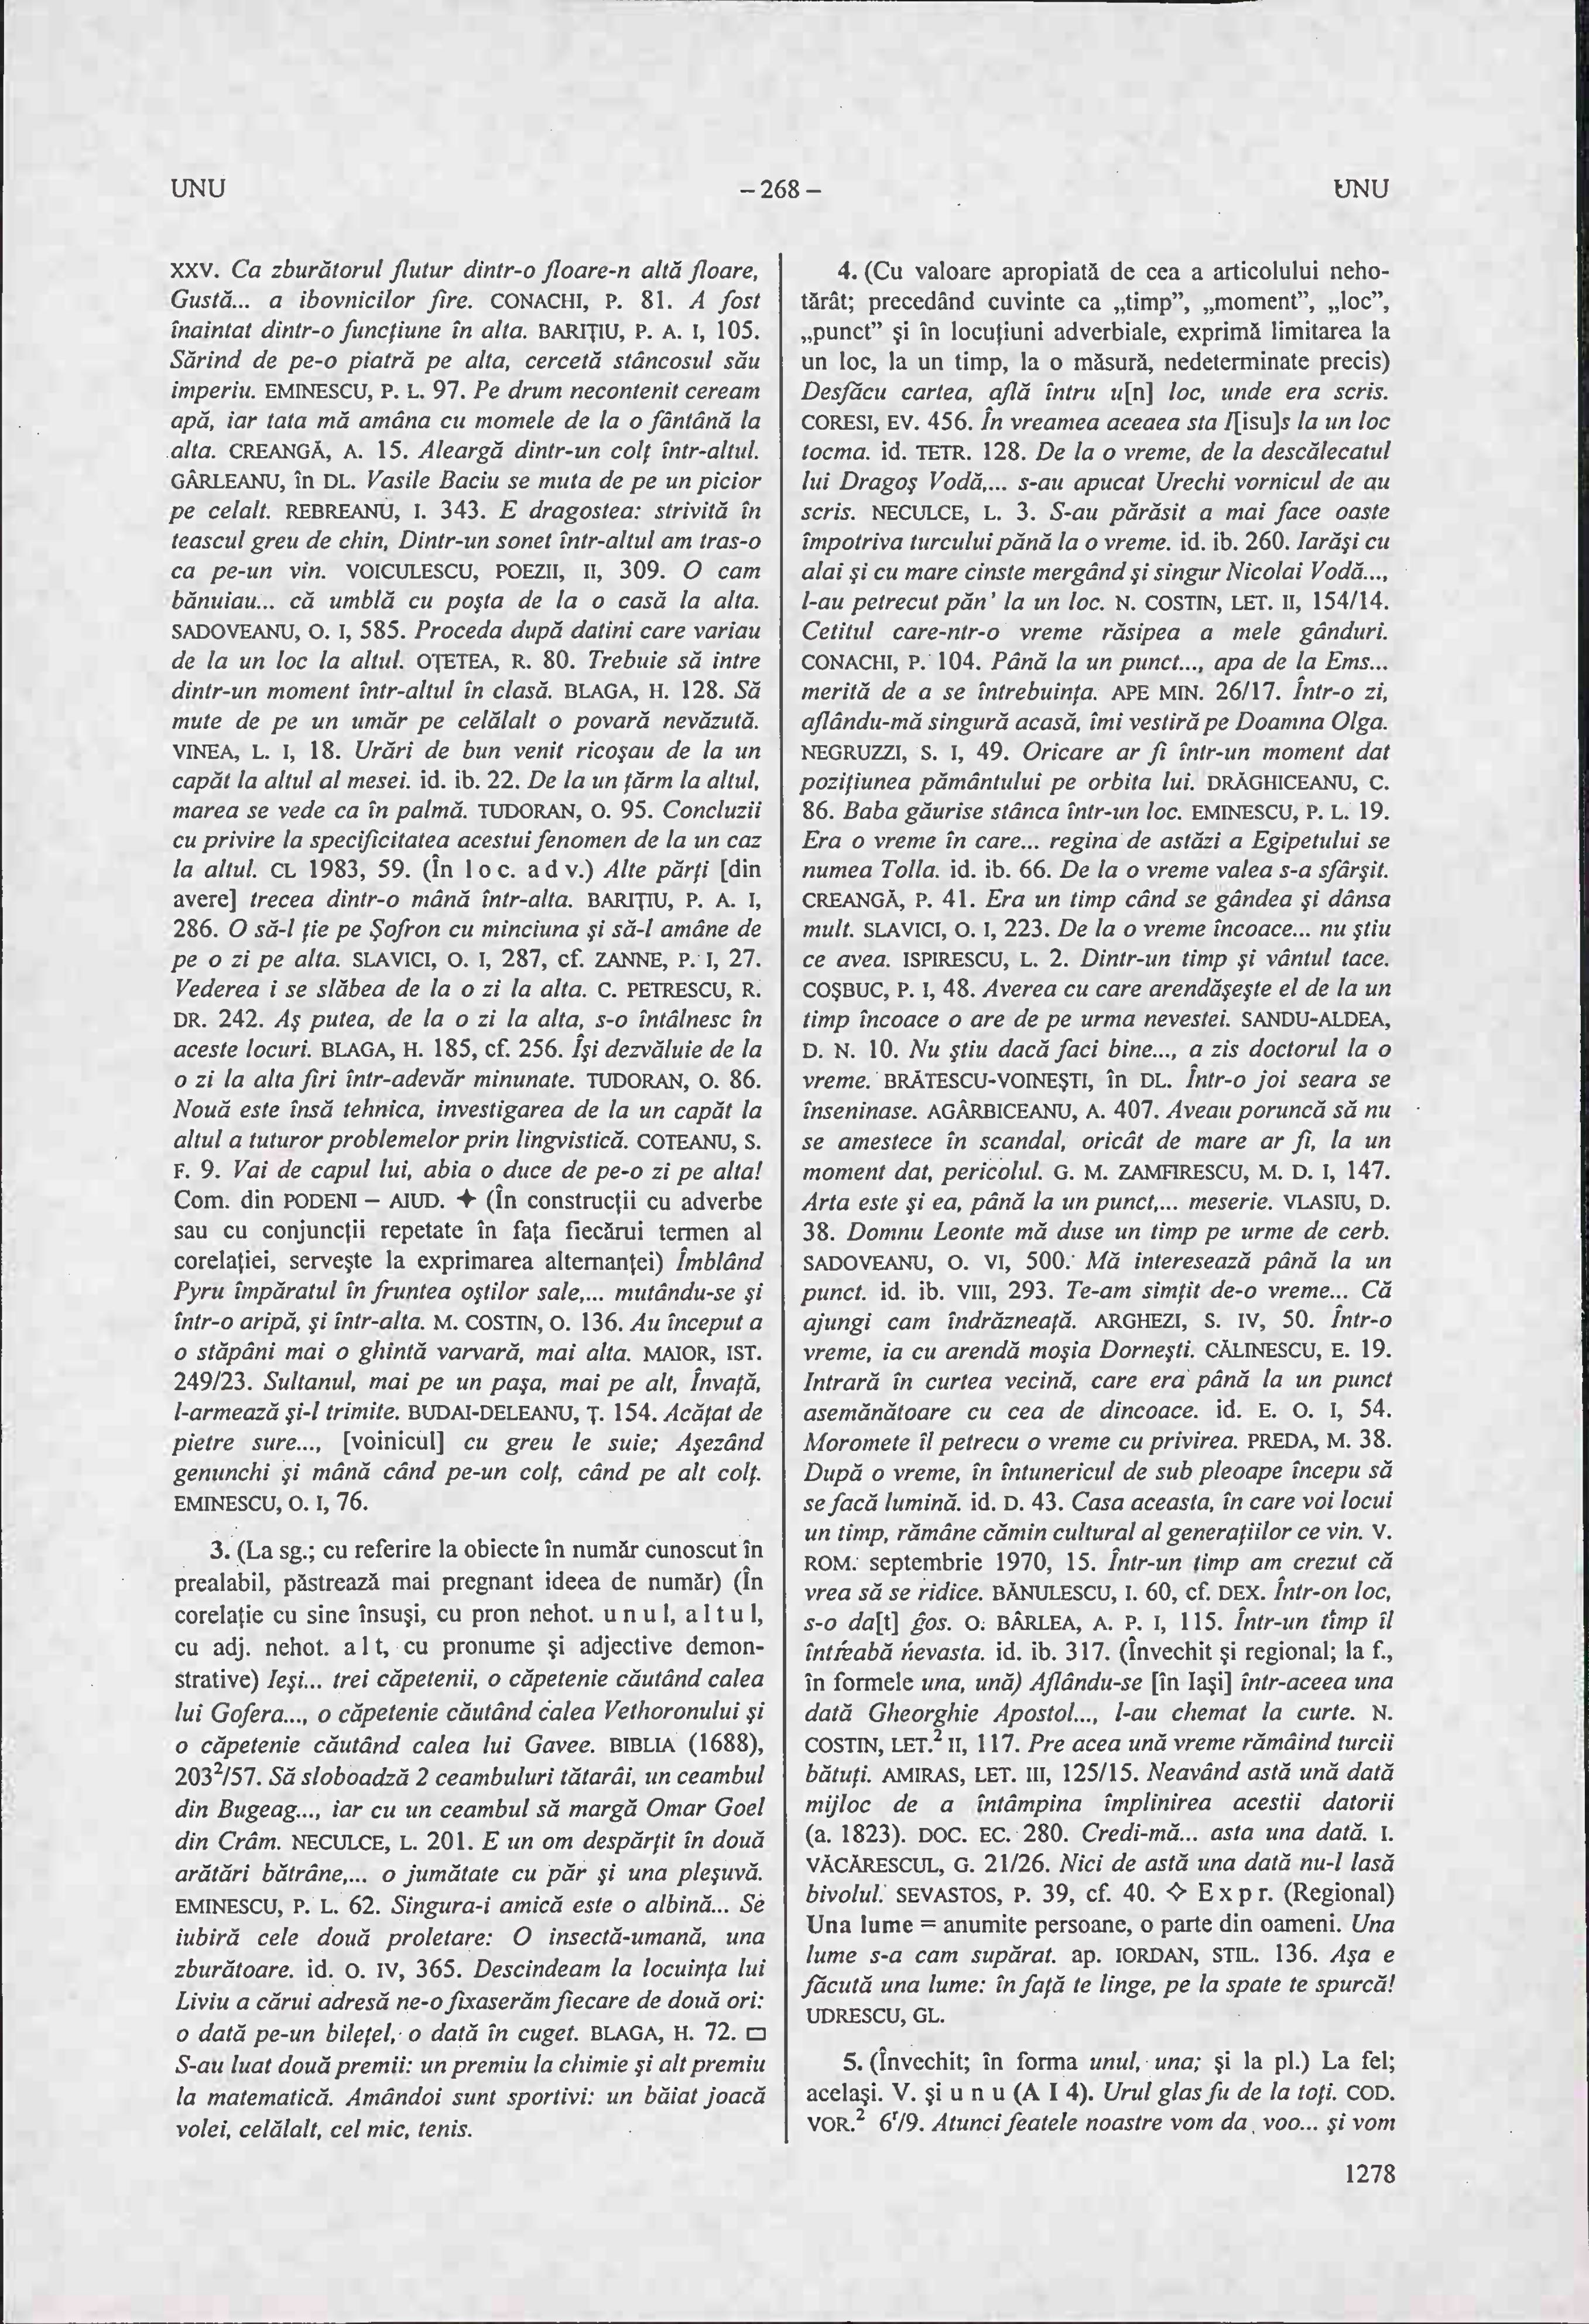 UNU
– 268 –
UNU
XXV. Ca zburătorul flutur dintr-o floare-n altă floare,
Gustă... a ibovnicilor fire. CONACHI, P. 81. A fost
înaintat dintr-o funcţiune în alta. BARIŢIU, P. A. I, 105.
Sărind de pe-o piatră pe alta, cercetă stâncosul său
imperiu. EMINESCU, P. L. 97. Pe drum necontenit ceream
apă, iar tata mă amâna cu momele de la o fântână la
alta. CREANGĂ, A. 15. Aleargă dintr-un colţ într-altul.
GÂRLEANU, în DL. Vasile Baciu se muta de pe un picior
pe celalt. REBREANU, I. 343. E dragostea: strivită în
teascul greu de chin, Dintr-un sonet într-altul am tras-o
ca pe-un vin. VOICULESCU, POEZII, II, 309. O cam
bănuiau... că umblă cu poşta de la o casă la alta.
SADOVEANU, O. I, 585. Proceda după datini care variau
de la un loc la altul. OŢETEA, R. 80. Trebuie să intre
dintr-un moment într-altul în clasă. BLAGA, H. 128. Să
mute de pe un umăr pe celălalt o povară nevăzută.
VINEA, L. I, 18. Urări de bun venit ricoşau de la un
capăt la altul al mesei. id. ib. 22. De la un ţărm la altul,
marea se vede ca în palmă. TUDORAN, O. 95. Concluzii
cu privire la specificitatea acestui fenomen de la un caz
la altul. CL 1983, 59. (În l o c. a d v.) Alte părţi [din
avere] trecea dintr-o mână într-alta. BARIŢIU, P. A. I,
286. O să-l ţie pe Şofron cu minciuna şi să-l amâne de
pe o zi pe alta. SLAVICI, O. I, 287, cf. ZANNE, P. I, 27.
Vederea i se slăbea de la o zi la alta. C. PETRESCU, R.
DR. 242. Aş putea, de la o zi la alta, s-o întâlnesc în
aceste locuri. BLAGA, H. 185, cf. 256. Îşi dezvăluie de la
o zi la alta firi într-adevăr minunate. TUDORAN, O. 86.
Nouă este însă tehnica, investigarea de la un capăt la
altul a tuturor problemelor prin lingvistică. COTEANU, S.
F. 9. Vai de capul lui, abia o duce de pe-o zi pe alta!
Com. din PODENI – AIUD. ✦ (În construcţii cu adverbe
sau cu conjuncţii repetate în faţa fiecărui termen al
corelaţiei, serveşte la exprimarea alternanţei) Îmblând
Pyru împăratul în fruntea oştilor sale,... mutându-se şi
într-o aripă, şi într-alta. M. COSTIN, O. 136. Au început a
o stăpâni mai o ghintă varvară, mai alta. MAIOR, IST.
249/23. Sultanul, mai pe un paşa, mai pe alt, Învaţă,
l-armează şi-l trimite. BUDAI-DELEANU, Ţ. 154. Acăţat de
pietre sure..., [voinicul] cu greu le suie; Aşezând
genunchi şi mână când pe-un colţ, când pe alt colţ.
EMINESCU, O. I, 76.
3. (La sg.; cu referire la obiecte în număr cunoscut în
prealabil, păstrează mai pregnant ideea de număr) (În
corelaţie cu sine însuşi, cu pron nehot. u n u l, a l t u l,
cu adj. nehot. a l t, cu pronume şi adjective demon-
strative) Ieşi... trei căpetenii, o căpetenie căutând calea
lui Gofera..., o căpetenie căutând calea Vethoronului şi
o căpetenie căutând calea lui Gavee. BIBLIA (1688),
203²/57. Să sloboadză 2 ceambuluri tătarâi, un ceambul
din Bugeag..., iar cu un ceambul să margă Omar Goel
din Crâm. NECULCE, L. 201. E un om despărţit în două
arătări bătrâne,... o jumătate cu păr şi una pleşuvă.
EMINESCU, P. L. 62. Singura-i amică este o albină... Se
iubiră cele două proletare: O insectă-umană, una
zburătoare. id. O. IV, 365. Descindeam la locuinţa lui
Liviu a cărui adresă ne-o fixaserăm fiecare de două ori:
o dată pe-un bileţel, o dată în cuget. BLAGA, H. 72. ▭
S-au luat două premii: un premiu la chimie şi alt premiu
la matematică. Amândoi sunt sportivi: un băiat joacă
volei, celălalt, cel mic, tenis.
4. (Cu valoare apropiată de cea a articolului neho-
tărât; precedând cuvinte ca „timp”, „moment”, „loc”,
„punct” şi în locuţiuni adverbiale, exprimă limitarea la
un loc, la un timp, la o măsură, nedeterminate precis)
Desfăcu cartea, află întru u[n] loc, unde era scris.
CORESI, EV. 456. În vreamea aceaea sta I[isu]s la un loc
tocma. id. TETR. 128. De la o vreme, de la descălecatul
lui Dragoş Vodă,... s-au apucat Urechi vornicul de au
scris. NECULCE, L. 3. S-au părăsit a mai face oaste
împotriva turcului până la o vreme. id. ib. 260. Iarăşi cu
alai şi cu mare cinste mergând şi singur Nicolai Vodă...,
l-au petrecut păn’ la un loc. N. COSTIN, LET. II, 154/14.
Cetitul care-ntr-o vreme răsipea a mele gânduri.
CONACHI, P. 104. Până la un punct..., apa de la Ems...
merită de a se întrebuinţa. APE MIN. 26/17. Într-o zi,
aflându-mă singură acasă, îmi vestiră pe Doamna Olga.
NEGRUZZI, S. I, 49. Oricare ar fi într-un moment dat
poziţiunea pământului pe orbita lui. DRĂGHICEANU, C.
86. Baba găurise stânca într-un loc. EMINESCU, P. L. 19.
Era o vreme în care... regina de astăzi a Egipetului se
numea Tolla. id. ib. 66. De la o vreme valea s-a sfârşit.
CREANGĂ, P. 41. Era un timp când se gândea şi dânsa
mult. SLAVICI, O. I, 223. De la o vreme încoace... nu ştiu
ce avea. ISPIRESCU, L. 2. Dintr-un timp şi vântul tace.
COŞBUC, P. I, 48. Averea cu care arendăşeşte el de la un
timp încoace o are de pe urma nevestei. SANDU-ALDEA,
D. N. 10. Nu ştiu dacă faci bine..., a zis doctorul la o
vreme. BRĂTESCU-VOINEŞTI, în DL. Într-o joi seara se
înseninase. AGÂRBICEANU, A. 407. Aveau poruncă să nu
se amestece în scandal, oricât de mare ar fi, la un
moment dat, pericolul. G. M. ZAMFIRESCU, M. D. I, 147.
Arta este şi ea, până la un punct,... meserie. VLASIU, D.
38. Domnu Leonte mă duse un timp pe urme de cerb.
SADOVEANU, O. VI, 500. Mă interesează până la un
punct. id. ib. VIII, 293. Te-am simţit de-o vreme... Că
ajungi cam îndrăzneaţă. ARGHEZI, S. IV, 50. Într-o
vreme, ia cu arendă moşia Dorneşti. CĂLINESCU, E. 19.
Intrară în curtea vecină, care era până la un punct
asemănătoare cu cea de dincoace. id. E. O. I, 54.
Moromete îl petrecu o vreme cu privirea. PREDA, M. 38.
După o vreme, în întunericul de sub pleoape începu să
se facă lumină. id. D. 43. Casa aceasta, în care voi locui
un timp, rămâne cămin cultural al generaţiilor ce vin. V.
ROM. septembrie 1970, 15. Într-un timp am crezut că
vrea să se ridice. BĂNULESCU, I. 60, cf. DEX. Într-on loc,
s-o da[t] ĝos. O. BÂRLEA, A. P. I, 115. Într-un timp îl
întreabă nevasta. id. ib. 317. (Învechit şi regional; la f.,
în formele una, ună) Aflându-se [în Iaşi] într-aceea una
dată Gheorghie Apostol..., l-au chemat la curte. N.
COSTIN, LET.² II, 117. Pre acea ună vreme rămâind turcii
bătuţi. AMIRAS, LET. III, 125/15. Neavând astă ună dată
mijloc de a întâmpina împlinirea acestii datorii
(a. 1823). DOC. EC. 280. Credi-mă... asta una dată. I.
VĂCĂRESCUL, G. 21/26. Nici de astă una dată nu-l lasă
bivolul. SEVASTOS, P. 39, cf. 40. ✧ E x p r. (Regional)
Una lume = anumite persoane, o parte din oameni. Una
lume s-a cam supărat. ap. IORDAN, STIL. 136. Aşa e
făcută una lume: în faţă te linge, pe la spate te spurcă!
UDRESCU, GL.
5. (Învechit; în forma unul, una; şi la pl.) La fel;
acelaşi. V. şi u n u (A I 4). Urul glas fu de la toţi. COD.
VOR.² 6ʳ/9. Atunci featele noastre vom da voo... şi vom
1278